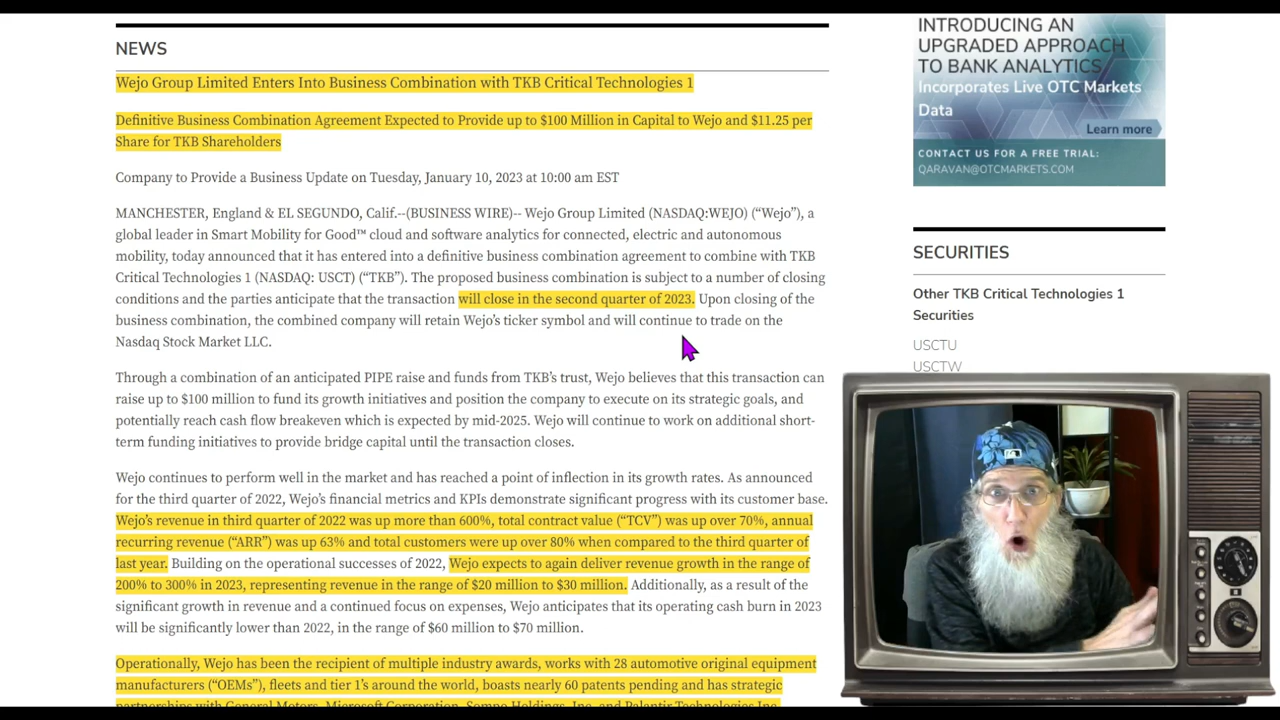 NEWS
Wejo Group Limited Enters Into Business Combination with TKB Critical Technologies 1
Definitive Business Combination Agreement Expected to Provide up to $100 Million in Capital to Wejo and $11.25 per
Share for TKB Shareholders
Company to Provide a Business Update on Tuesday, January 10, 2023 at 10:00 am EST
MANCHESTER, England & EL SEGUNDO, Calif.--(BUSINESS WIRE)-- Wejo Group Limited (NASDAQ:WEJO) (“Wejo”), a
global leader in Smart Mobility for Good™ cloud and software analytics for connected, electric and autonomous
mobility, today announced that it has entered into a definitive business combination agreement to combine with TKB
Critical Technologies 1 (NASDAQ: USCT) (“TKB”). The proposed business combination is subject to a number of closing
conditions and the parties anticipate that the transaction will close in the second quarter of 2023. Upon closing of the
business combination, the combined company will retain Wejo’s ticker symbol and will continue to trade on the
Nasdaq Stock Market LLC.
Through a combination of an anticipated PIPE raise and funds from TKB’s trust, Wejo believes that this transaction can
raise up to $100 million to fund its growth initiatives and position the company to execute on its strategic goals, and
potentially reach cash flow breakeven which is expected by mid-2025. Wejo will continue to work on additional short-
term funding initiatives to provide bridge capital until the transaction closes.
Wejo continues to perform well in the market and has reached a point of inflection in its growth rates. As announced
for the third quarter of 2022, Wejo’s financial metrics and KPIs demonstrate significant progress with its customer base.
Wejo’s revenue in third quarter of 2022 was up more than 600%, total contract value (“TCV”) was up over 70%, annual
recurring revenue (“ARR”) was up 63% and total customers were up over 80% when compared to the third quarter of
last year. Building on the operational successes of 2022, Wejo expects to again deliver revenue growth in the range of
200% to 300% in 2023, representing revenue in the range of $20 million to $30 million. Additionally, as a result of the
significant growth in revenue and a continued focus on expenses, Wejo anticipates that its operating cash burn in 2023
will be significantly lower than 2022, in the range of $60 million to $70 million.
Operationally, Wejo has been the recipient of multiple industry awards, works with 28 automotive original equipment
manufacturers (“OEMs”), fleets and tier 1’s around the world, boasts nearly 60 patents pending and has strategic
partnerships with General Motors, Microsoft Corporation, Sompo Holdings, Inc. and Palantir Technologies Inc.
INTRODUCING AN
UPGRADED APPROACH
TO BANK ANALYTICS
Incorporates Live OTC Markets
Data
Learn more
CONTACT US FOR A FREE TRIAL:
QARAVAN@OTCMARKETS.COM
SECURITIES
Other TKB Critical Technologies 1
Securities
USCTU
USCTW